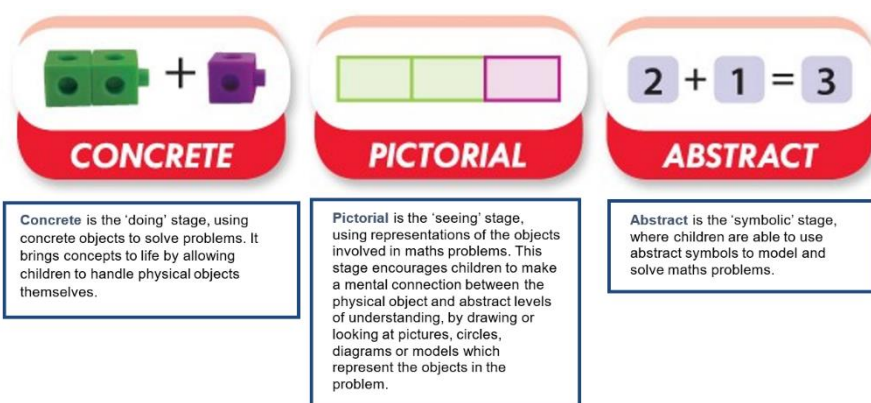 +
2 + 1 = 3
CONCRETE
PICTORIAL
ABSTRACT
Concrete is the ‘doing’ stage, using
concrete objects to solve problems. It
brings concepts to life by allowing
children to handle physical objects
themselves.
Pictorial is the ‘seeing’ stage,
using representations of the objects
involved in maths problems. This
stage encourages children to make
a mental connection between the
physical object and abstract levels
of understanding, by drawing or
looking at pictures, circles,
diagrams or models which
represent the objects in the
problem.
Abstract is the ‘symbolic’ stage,
where children are able to use
abstract symbols to model and
solve maths problems.